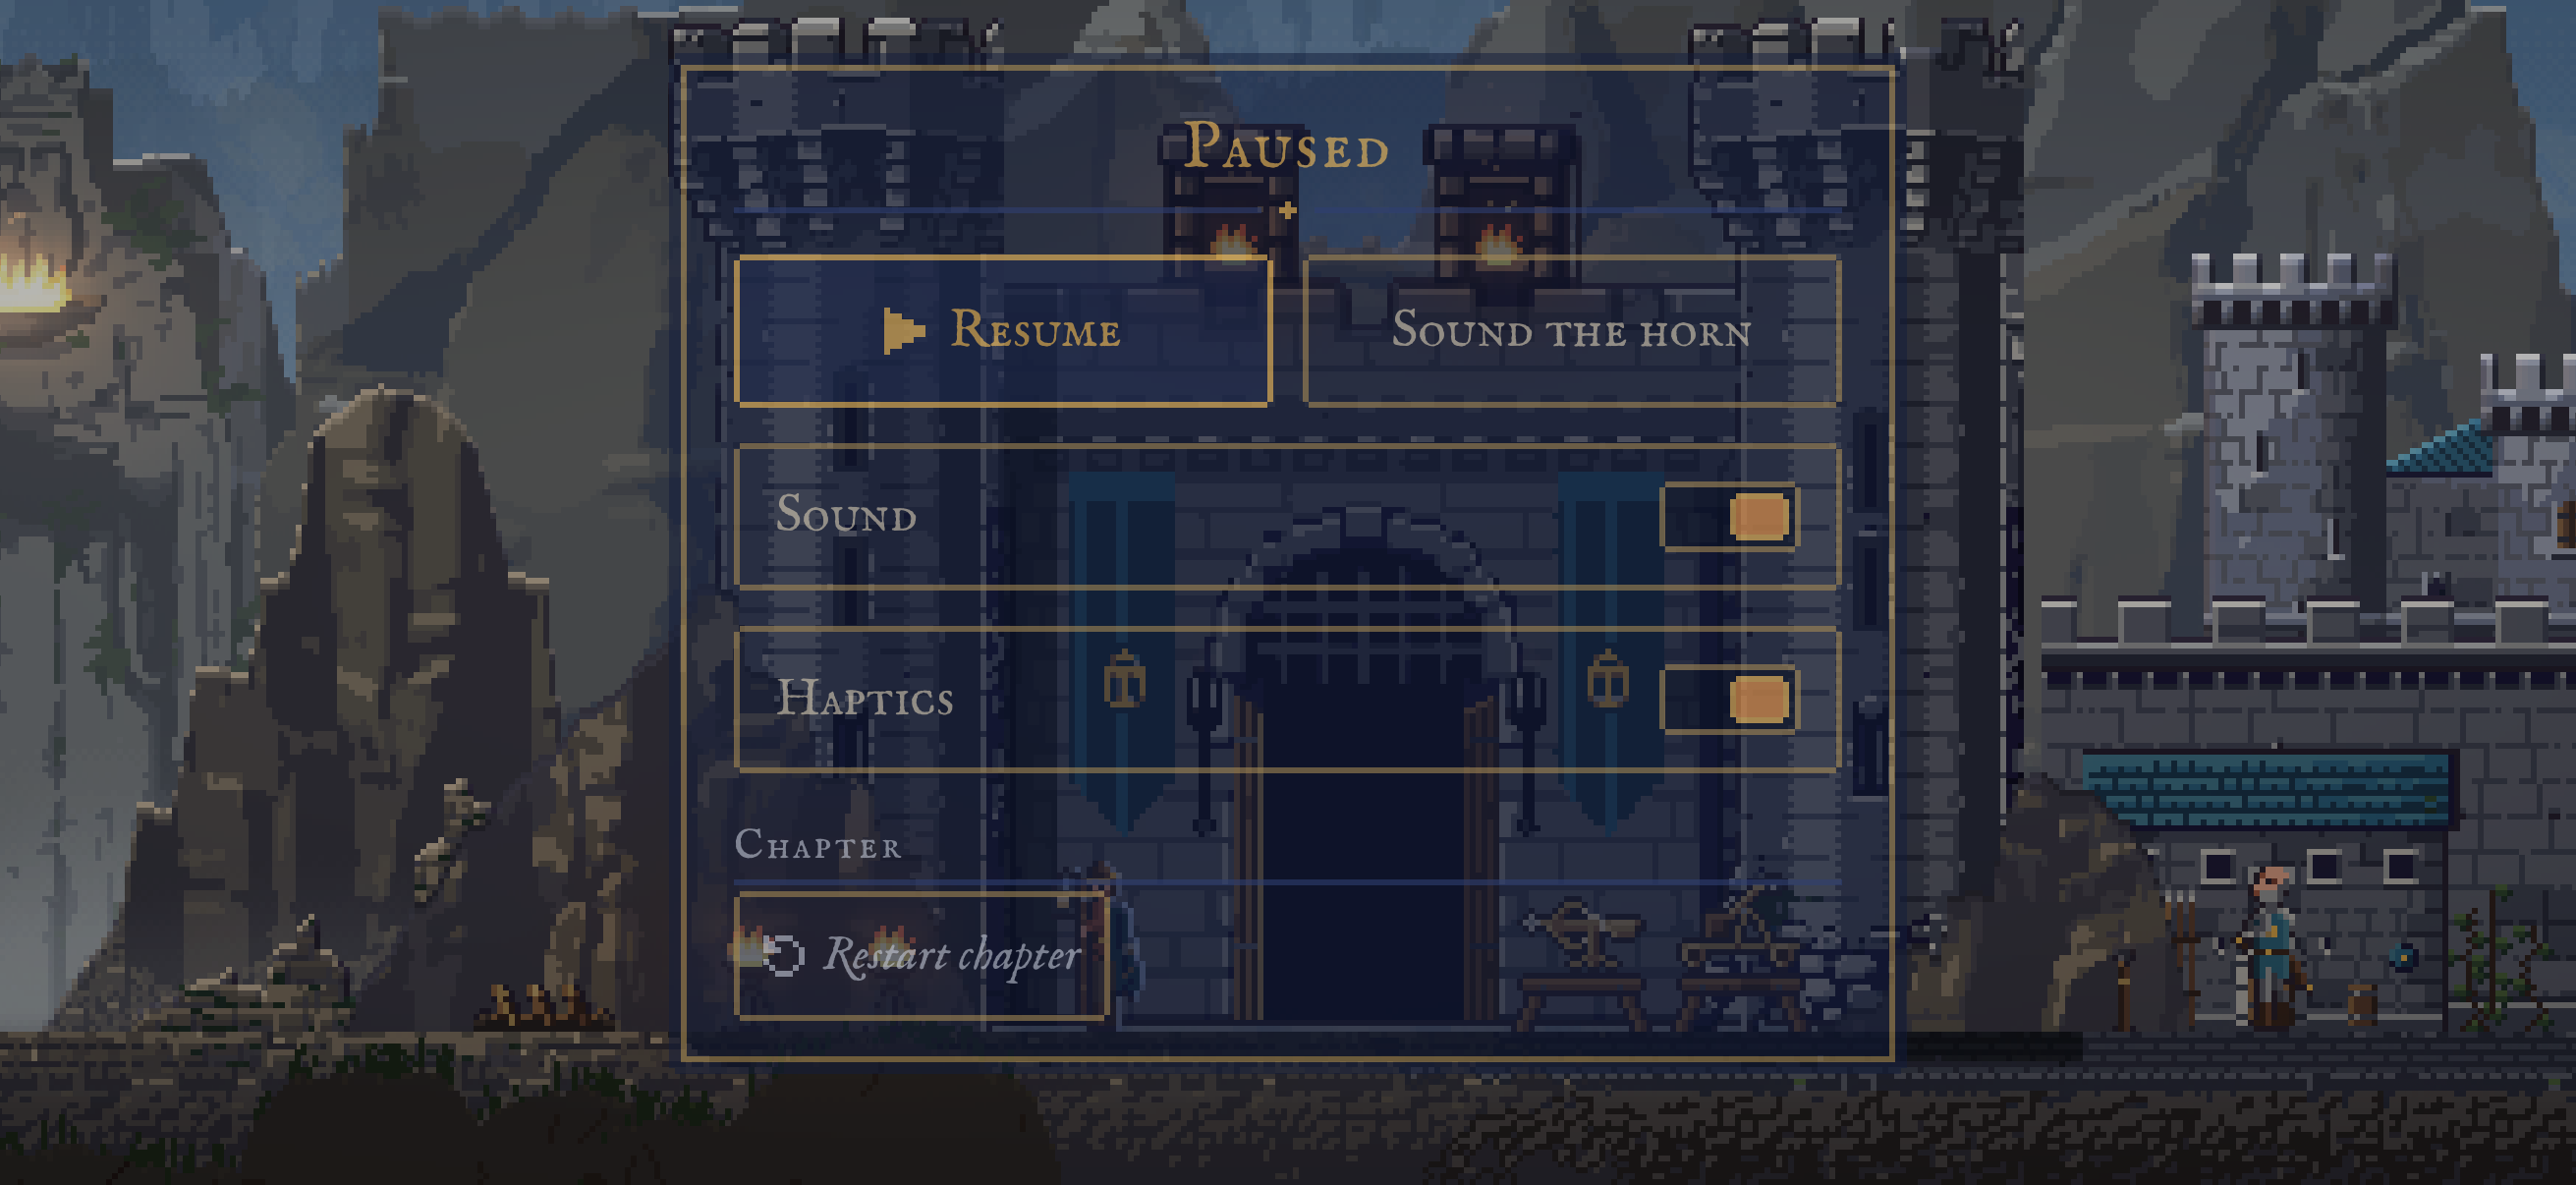 Paused
Resume
Sound the horn
Sound
Haptics
Chapter
Restart chapter